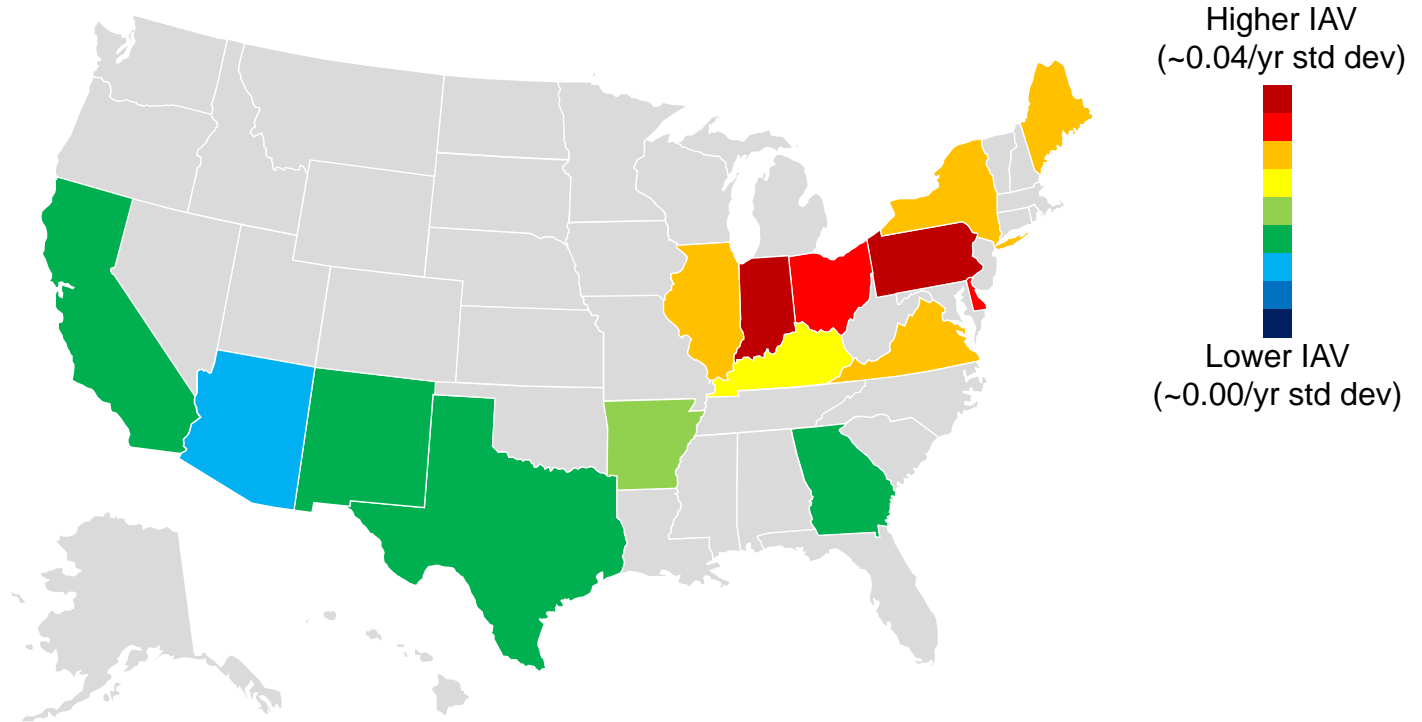 Higher IAV
(~0.04/yr std dev)
Lower IAV
(~0.00/yr std dev)